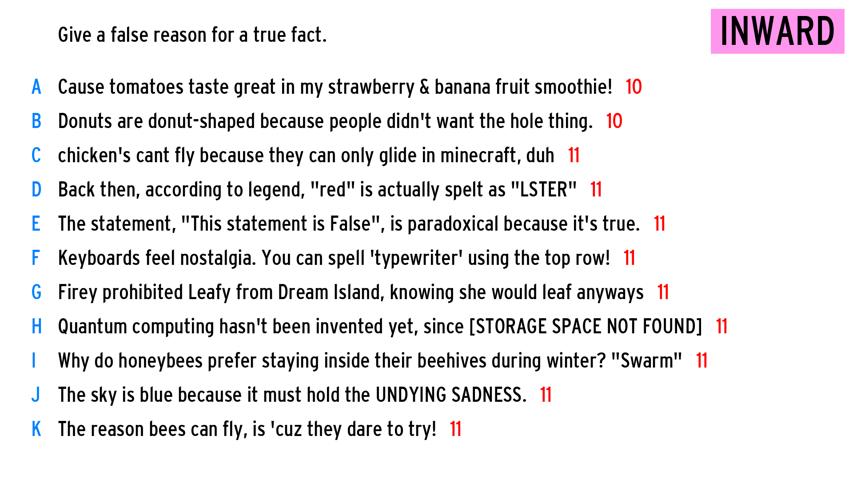 Give a false reason for a true fact.
INWARD
A Cause tomatoes taste great in my strawberry & banana fruit smoothie! 10
B Donuts are donut-shaped because people didn't want the hole thing. 10
C chicken's cant fly because they can only glide in minecraft, duh 11
D Back then, according to legend, "red" is actually spelt as "LSTER" 11
E The statement, "This statement is False", is paradoxical because it's true. 11
F Keyboards feel nostalgia. You can spell 'typewriter' using the top row! 11
G Firey prohibited Leafy from Dream Island, knowing she would leaf anyways 11
H Quantum computing hasn't been invented yet, since [STORAGE SPACE NOT FOUND] 11
I Why do honeybees prefer staying inside their beehives during winter? "Swarm" 11
J The sky is blue because it must hold the UNDYING SADNESS. 11
K The reason bees can fly, is 'cuz they dare to try! 11